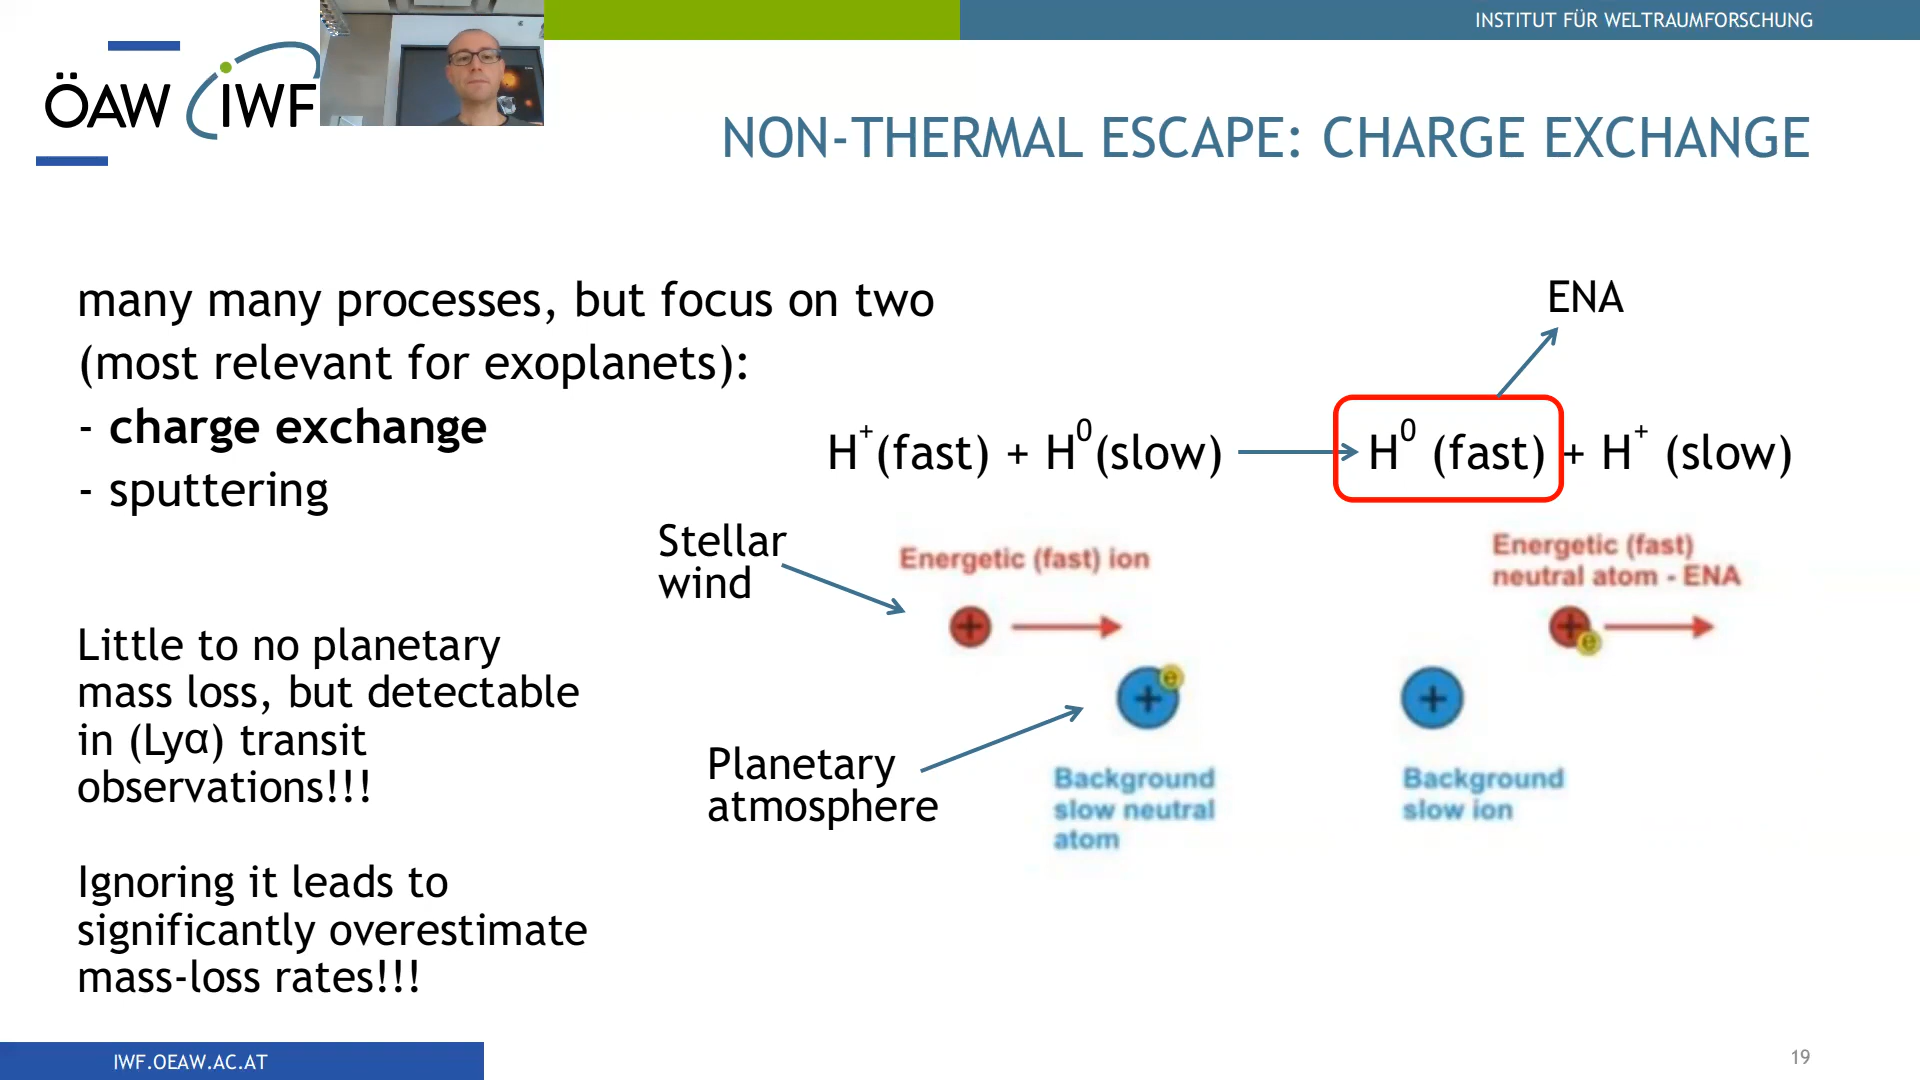 INSTITUT FÜR WELTRAUMFORSCHUNG
ÖAW IWF
NON-THERMAL ESCAPE: CHARGE EXCHANGE
many many processes, but focus on two
(most relevant for exoplanets):
- charge exchange
- sputtering
ENA
H⁺(fast) + H⁰(slow) → H⁰ (fast) + H⁺ (slow)
Stellar
wind
Energetic (fast) ion
Energetic (fast)
neutral atom - ENA
+
+
e
+
e
+
Planetary
atmosphere
Background
slow neutral
atom
Background
slow ion
Little to no planetary
mass loss, but detectable
in (Lyα) transit
observations!!!
Ignoring it leads to
significantly overestimate
mass-loss rates!!!
IWF.OEAW.AC.AT
19